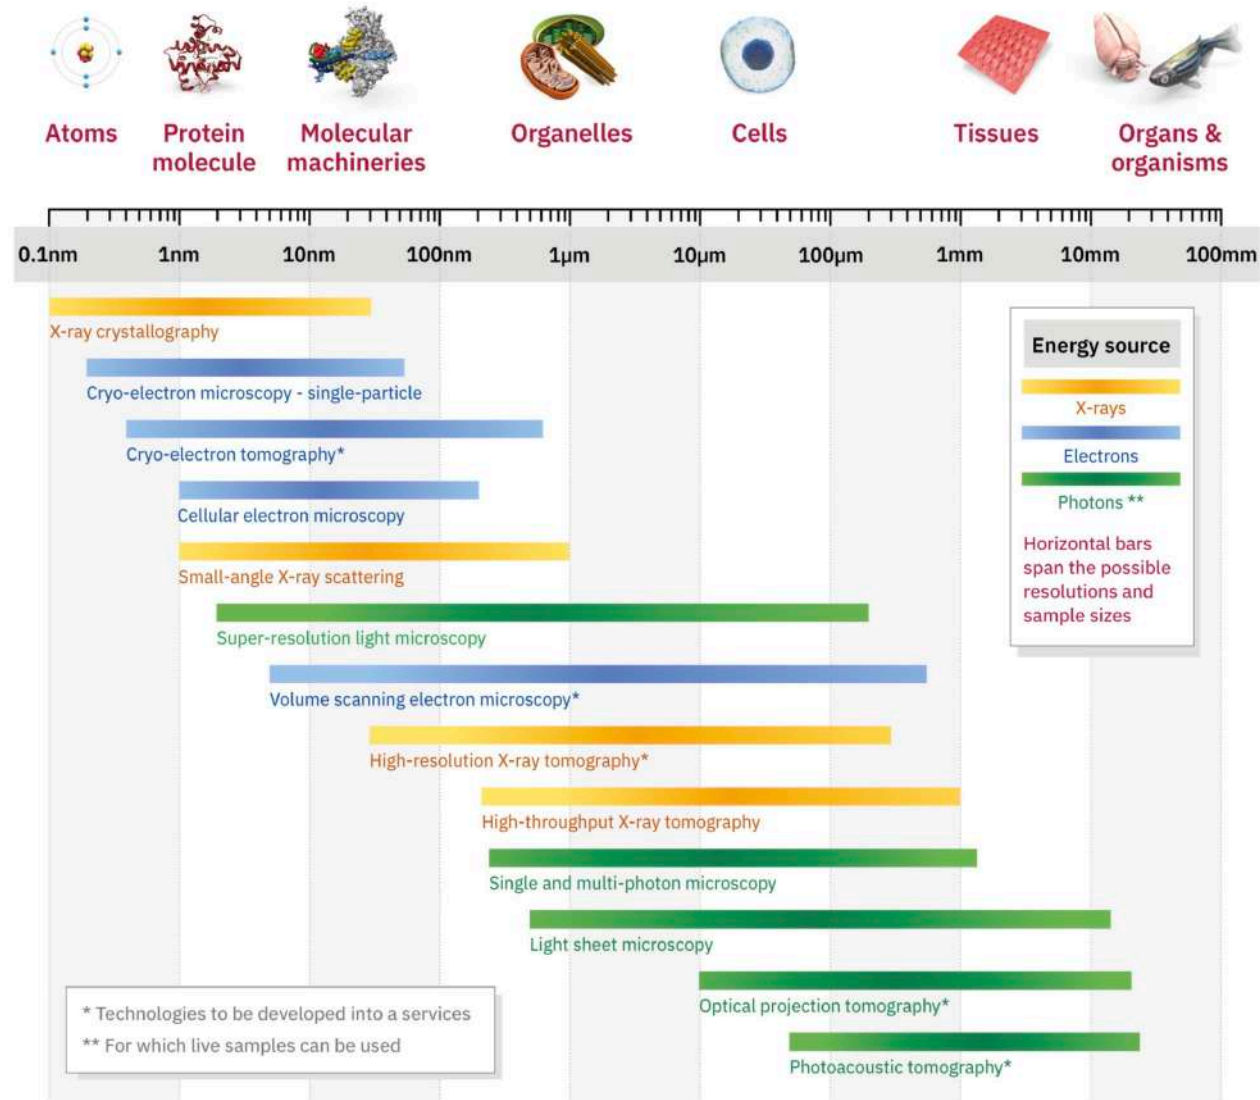 Atoms
Protein
molecule
Molecular
machineries
Organelles
Cells
Tissues
Organs &
organisms
0.1nm 1nm 10nm 100nm 1µm 10µm 100µm 1mm 10mm 100mm
X-ray crystallography
Cryo-electron microscopy - single-particle
Cryo-electron tomography*
Cellular electron microscopy
Small-angle X-ray scattering
Super-resolution light microscopy
Volume scanning electron microscopy*
High-resolution X-ray tomography*
High-throughput X-ray tomography
Single and multi-photon microscopy
Light sheet microscopy
Optical projection tomography*
Photoacoustic tomography*
Energy source
X-rays
Electrons
Photons **
Horizontal bars
span the possible
resolutions and
sample sizes
* Technologies to be developed into a services
** For which live samples can be used